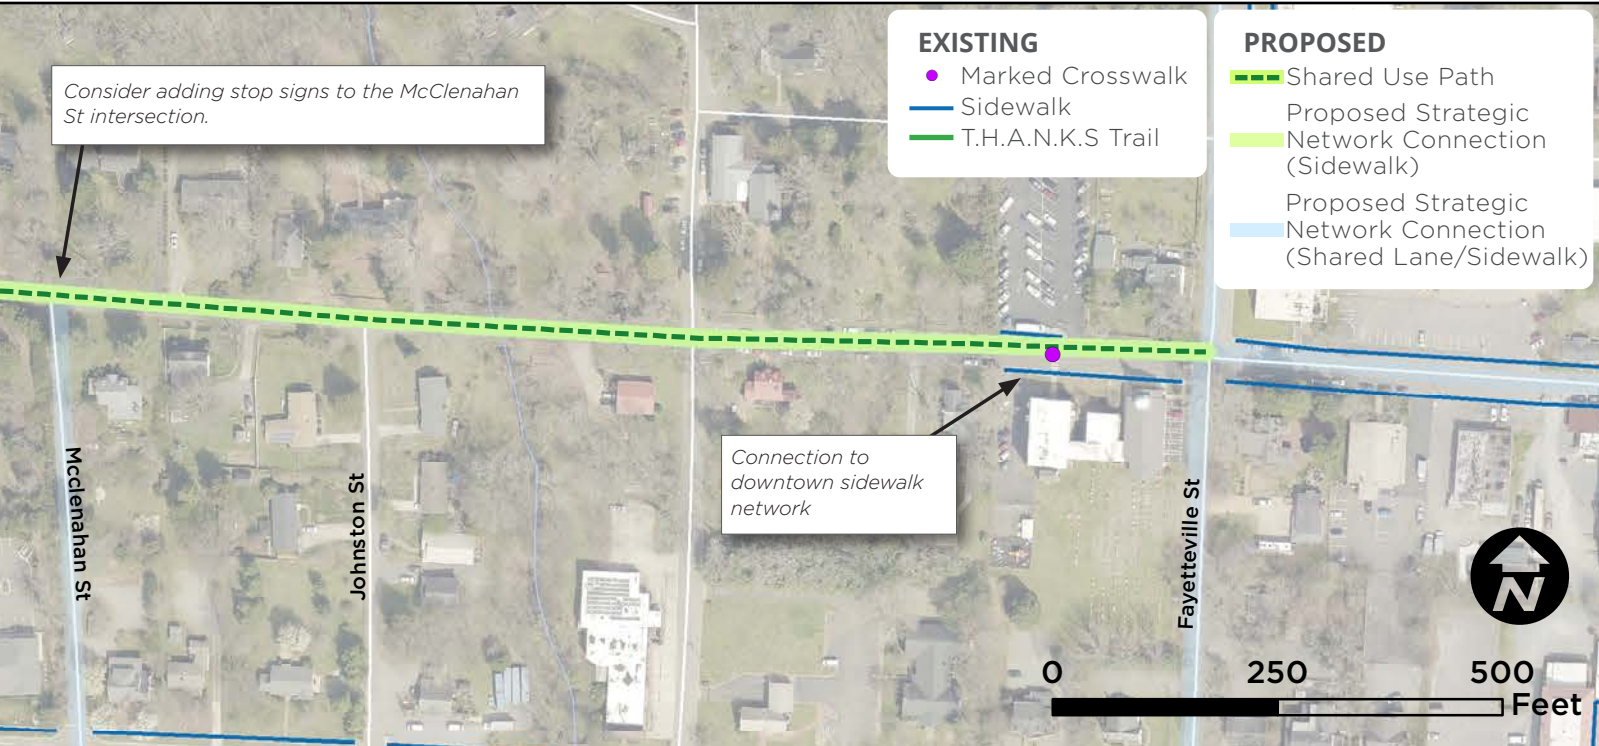 Consider adding stop signs to the McClenahan
St intersection.
EXISTING
Marked Crosswalk
Sidewalk
T.H.A.N.K.S Trail
PROPOSED
Shared Use Path
Proposed Strategic
Network Connection
(Sidewalk)
Proposed Strategic
Network Connection
(Shared Lane/Sidewalk)
Connection to
downtown sidewalk
network
Mcclenahan St
Johnston St
Fayetteville St
N
0 250 500
Feet